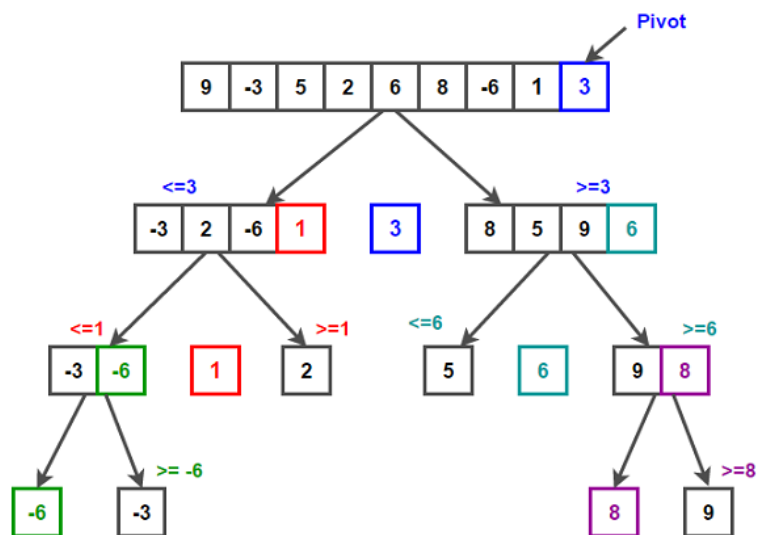 Pivot
9 -3 5 2 6 8 -6 1 3
<=3 >=3
-3 2 -6 1 3 8 5 9 6
<=1 >=1 <=6 >=6
-3 -6 1 2 5 6 9 8
>= -6 >=8
-6 -3 8 9